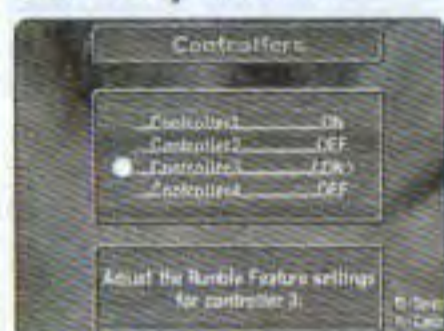 Controllers
Controller1 ON
Controller2 OFF
Controller3 ‹ON›
Controller4 OFF
Adjust the Rumble Feature settings
for controller 3.